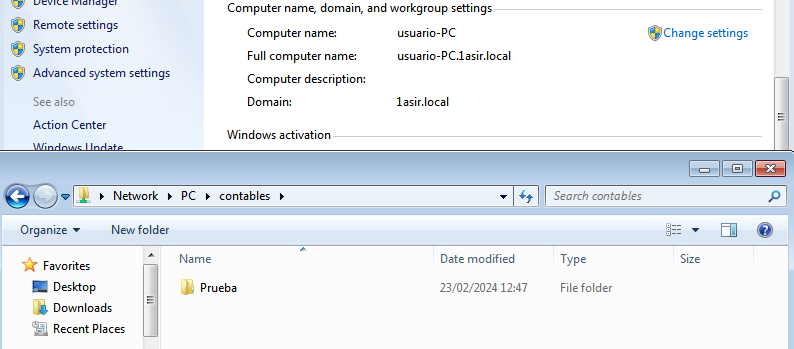 Device Manager
Remote settings
System protection
Advanced system settings
See also
Action Center
Windows Update
Computer name, domain, and workgroup settings
Computer name: usuario-PC Change settings
Full computer name: usuario-PC.1asir.local
Computer description:
Domain: 1asir.local
Windows activation
Network PC contables
Search contables
Organize New folder
Favorites
Desktop
Downloads
Recent Places
Name Date modified Type Size
Prueba 23/02/2024 12:47 File folder